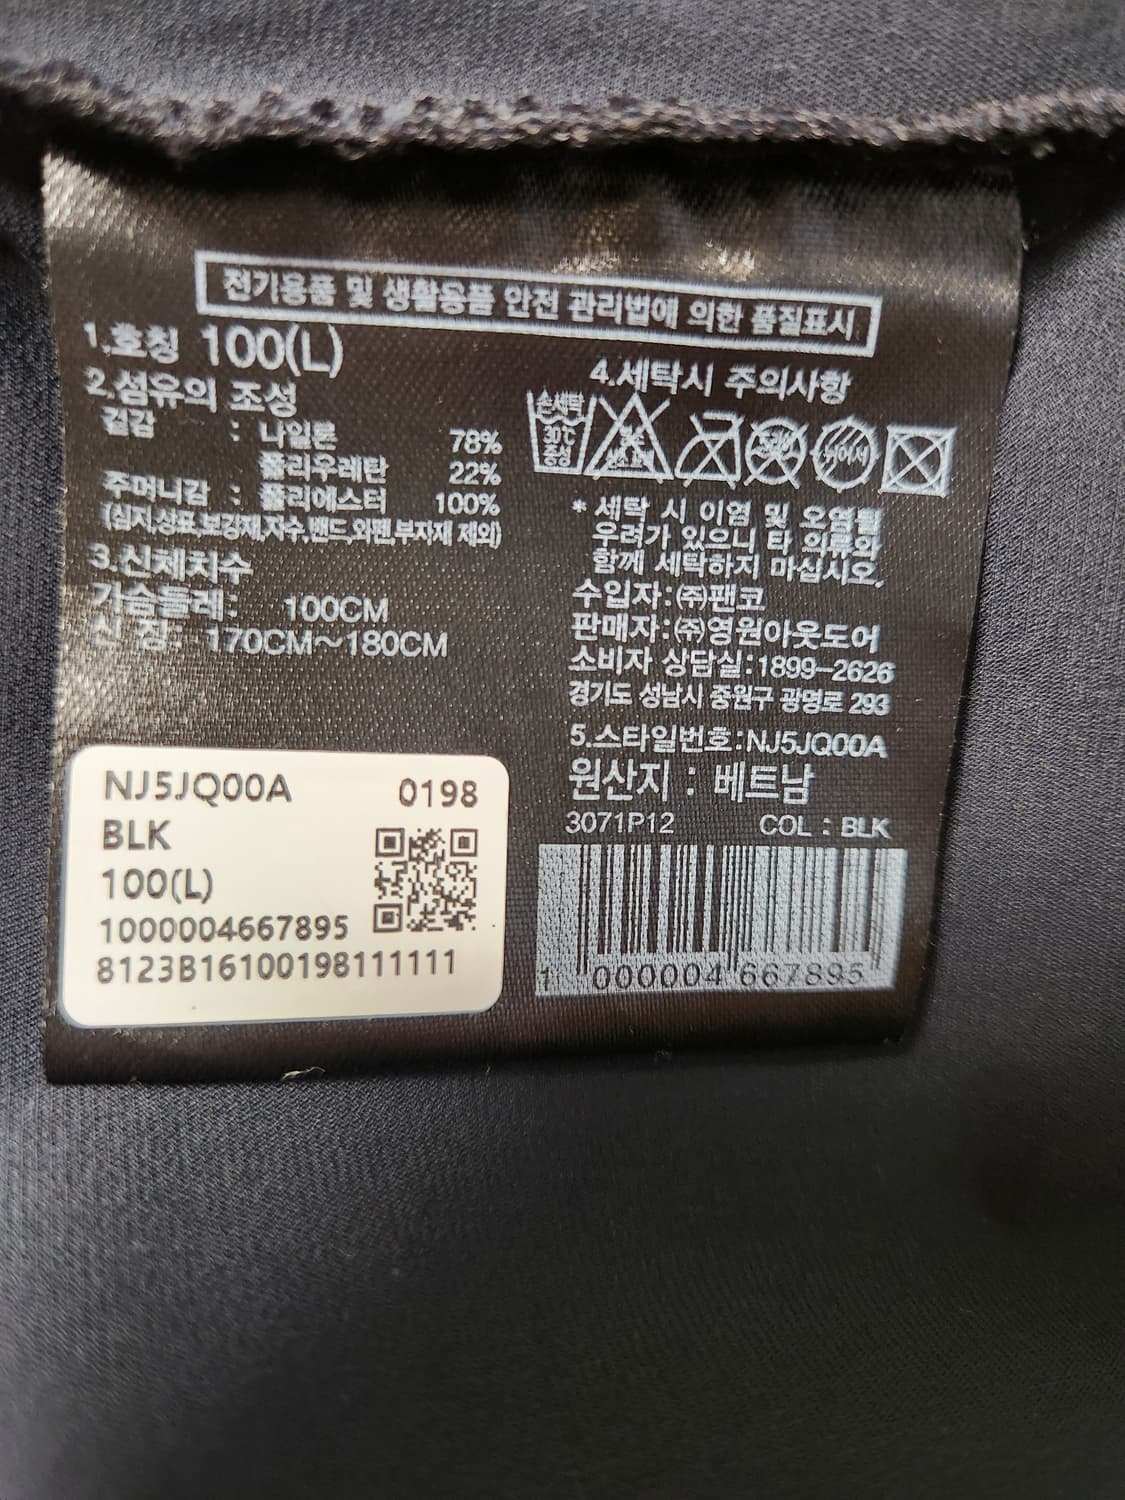 전기용품 및 생활용품 안전 관리법에 의한 품질표시
1.호칭 100(L)
2.섬유의 조성
겉감 : 나일론 78%
폴리우레탄 22%
주머니감 : 폴리에스터 100%
(심지,상표,보강재,자수,밴드,외면,부자재 제외)
3.신체치수
가슴둘레: 100CM
신 장: 170CM~180CM
4.세탁시 주의사항
손세탁
30℃
중성
* 세탁 시 이염 및 오염될
우려가 있으니 타 의류와
함께 세탁하지 마십시오.
수입자:㈜팬코
판매자:㈜영원아웃도어
소비자 상담실:1899-2626
경기도 성남시 중원구 광명로 293
5.스타일번호:NJ5JQ00A
원산지 : 베트남
3071P12 COL : BLK
1 000004 667895
NJ5JQ00A 0198
BLK
100(L)
1000004667895
8123B16100198111111